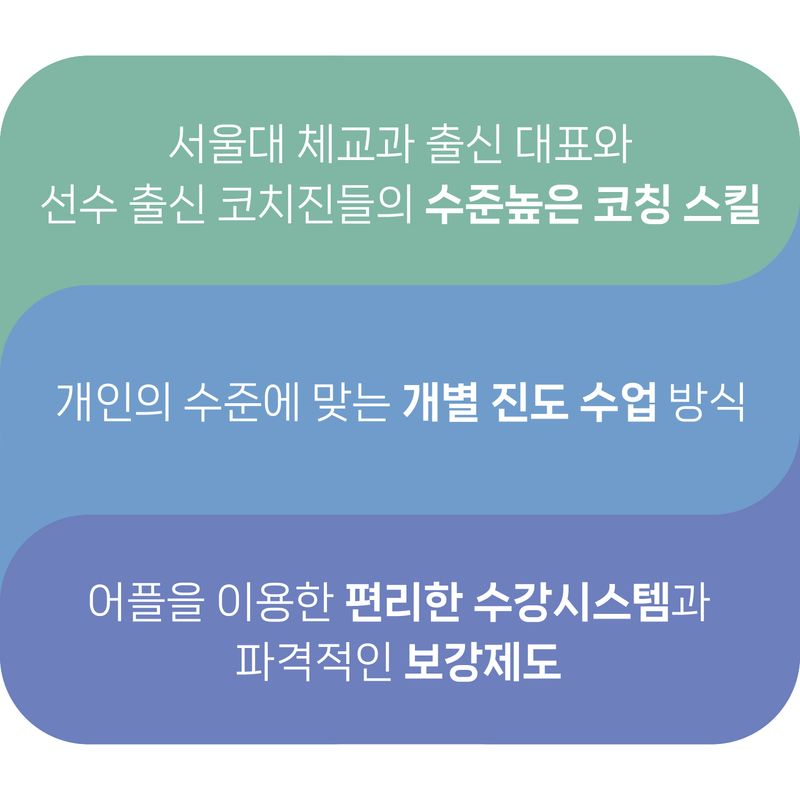 서울대 체교과 출신 대표와
선수 출신 코치진들의 수준높은 코칭 스킬
개인의 수준에 맞는 개별 진도 수업 방식
어플을 이용한 편리한 수강시스템과
파격적인 보강제도